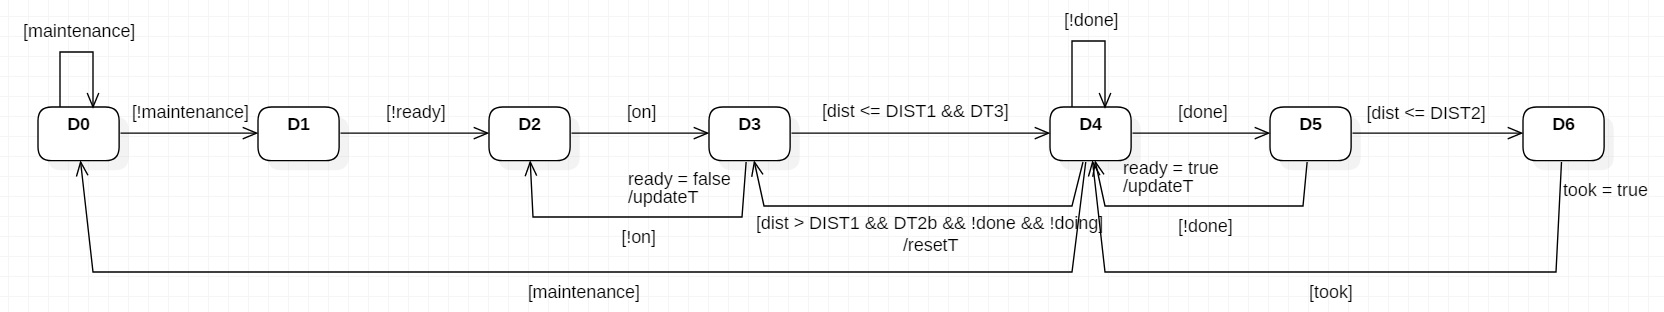 [maintenance]
[!done]
[!maintenance]
[!ready]
[on]
[dist <= DIST1 && DT3]
[done]
[dist <= DIST2]
D0
D1
D2
D3
D4
D5
D6
ready = false
/updateT
ready = true
/updateT
took = true
[!on]
[dist > DIST1 && DT2b && !done && !doing]
/resetT
[!done]
[maintenance]
[took]